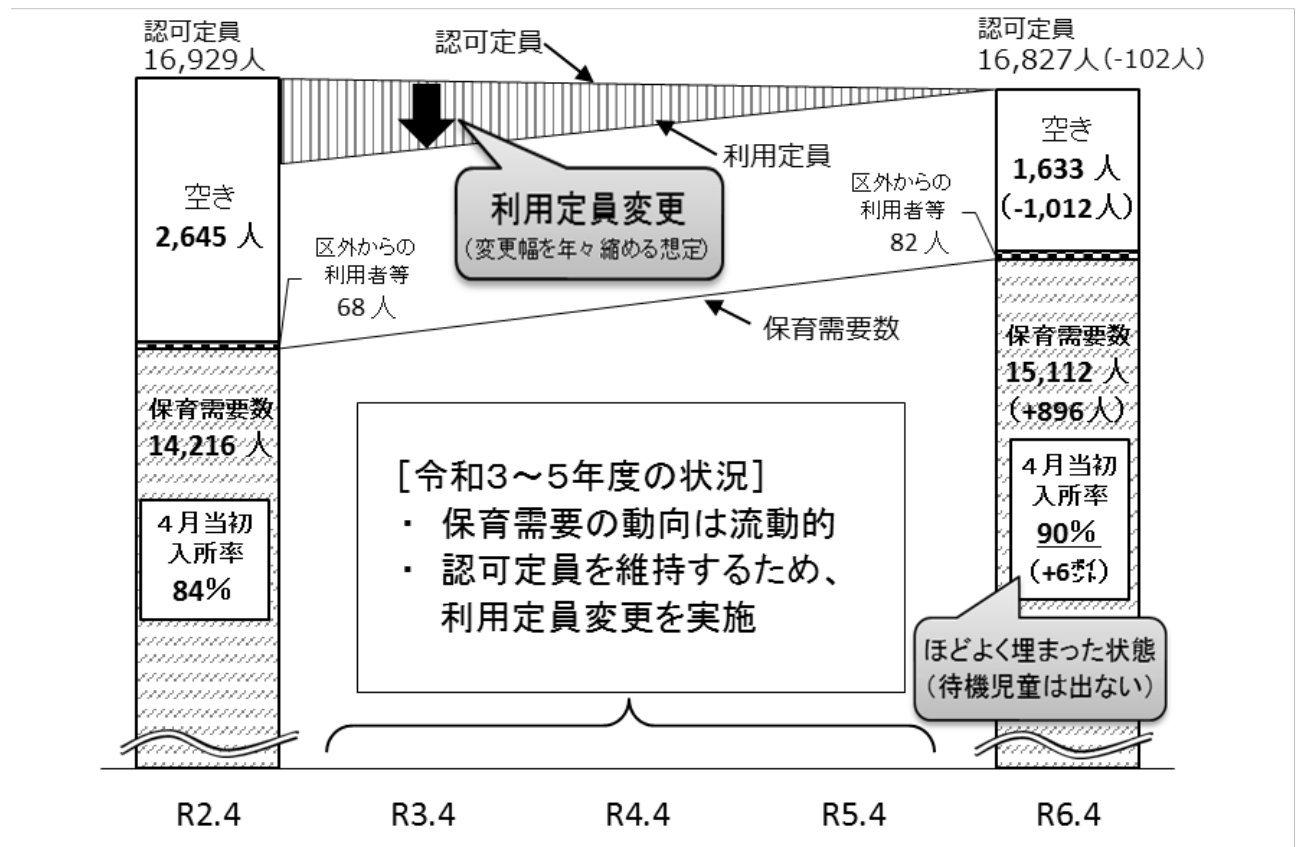 認可定員
16,929人
認可定員
認可定員
16,827人(-102人)
空き
2,645 人
利用定員
利用定員変更
(変更幅を年々縮める想定)
空き
1,633 人
(-1,012人)
区外からの
利用者等
82 人
区外からの
利用者等
68 人
保育需要数
保育需要数
14,216 人
保育需要数
15,112 人
(+896人)
[令和3~5年度の状況]
・ 保育需要の動向は流動的
・ 認可定員を維持するため、
利用定員変更を実施
4月当初
入所率
84%
4月当初
入所率
90%
(+6ポイント)
ほどよく埋まった状態
(待機児童は出ない)
R2.4
R3.4
R4.4
R5.4
R6.4